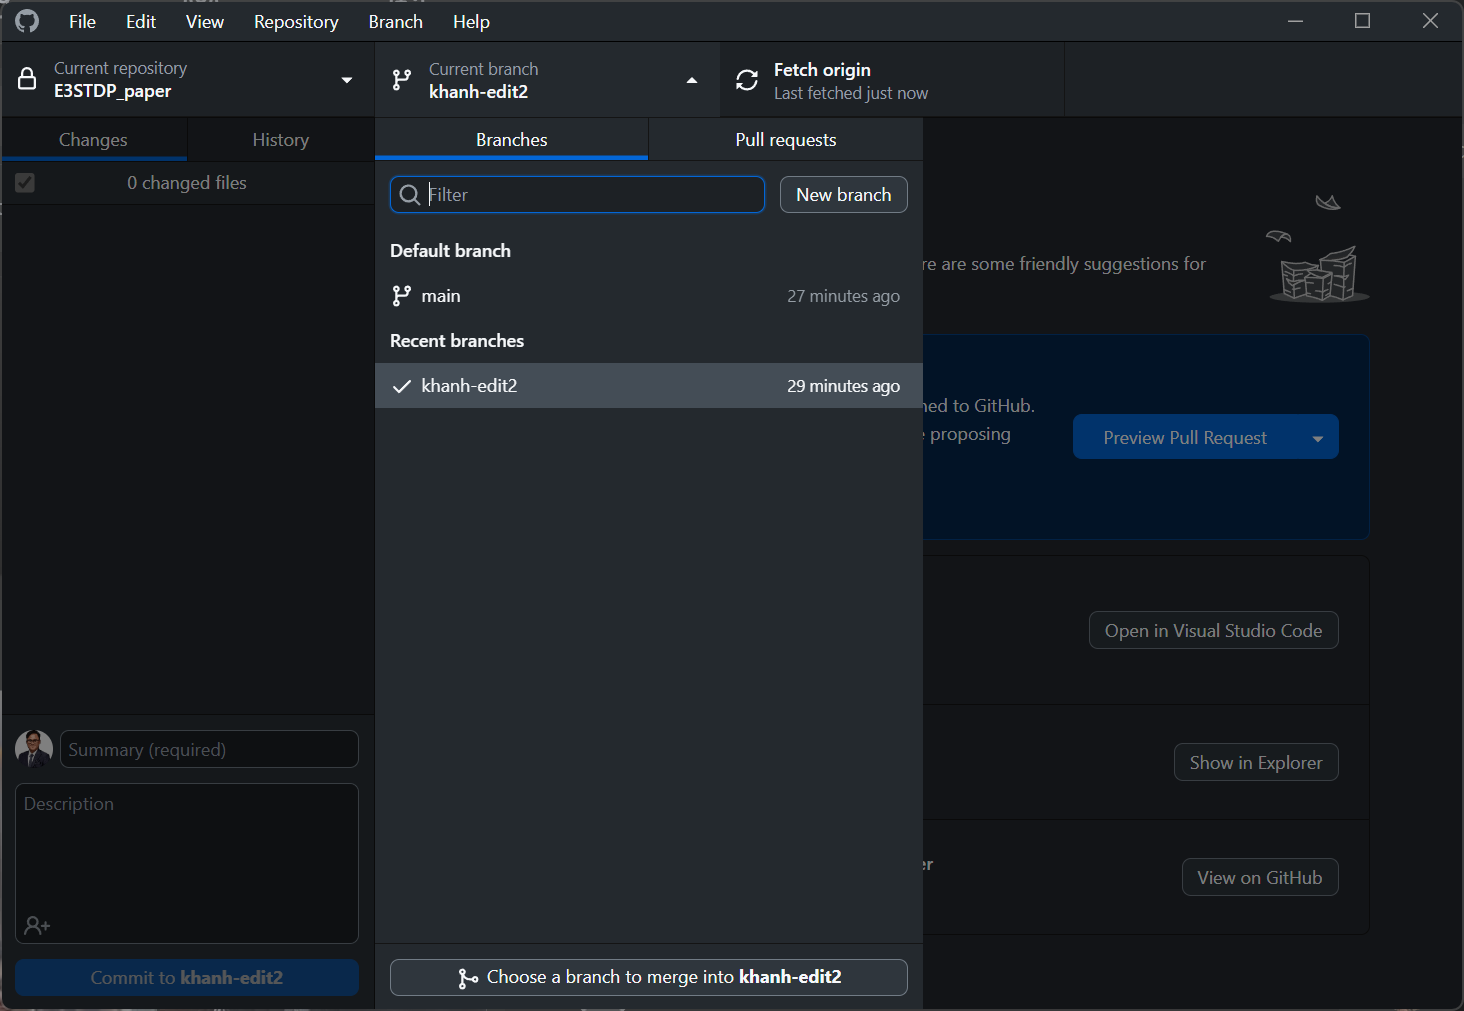 File Edit View Repository Branch Help
Current repository
E3STDP_paper
Current branch
khanh-edit2
Fetch origin
Last fetched just now
Changes
History
Branches
Pull requests
0 changed files
Filter
New branch
Default branch
main 27 minutes ago
Recent branches
khanh-edit2 29 minutes ago
Choose a branch to merge into khanh-edit2
are some friendly suggestions for
to GitHub.
proposing
Preview Pull Request
Open in Visual Studio Code
Show in Explorer
View on GitHub
Summary (required)
Description
Commit to khanh-edit2